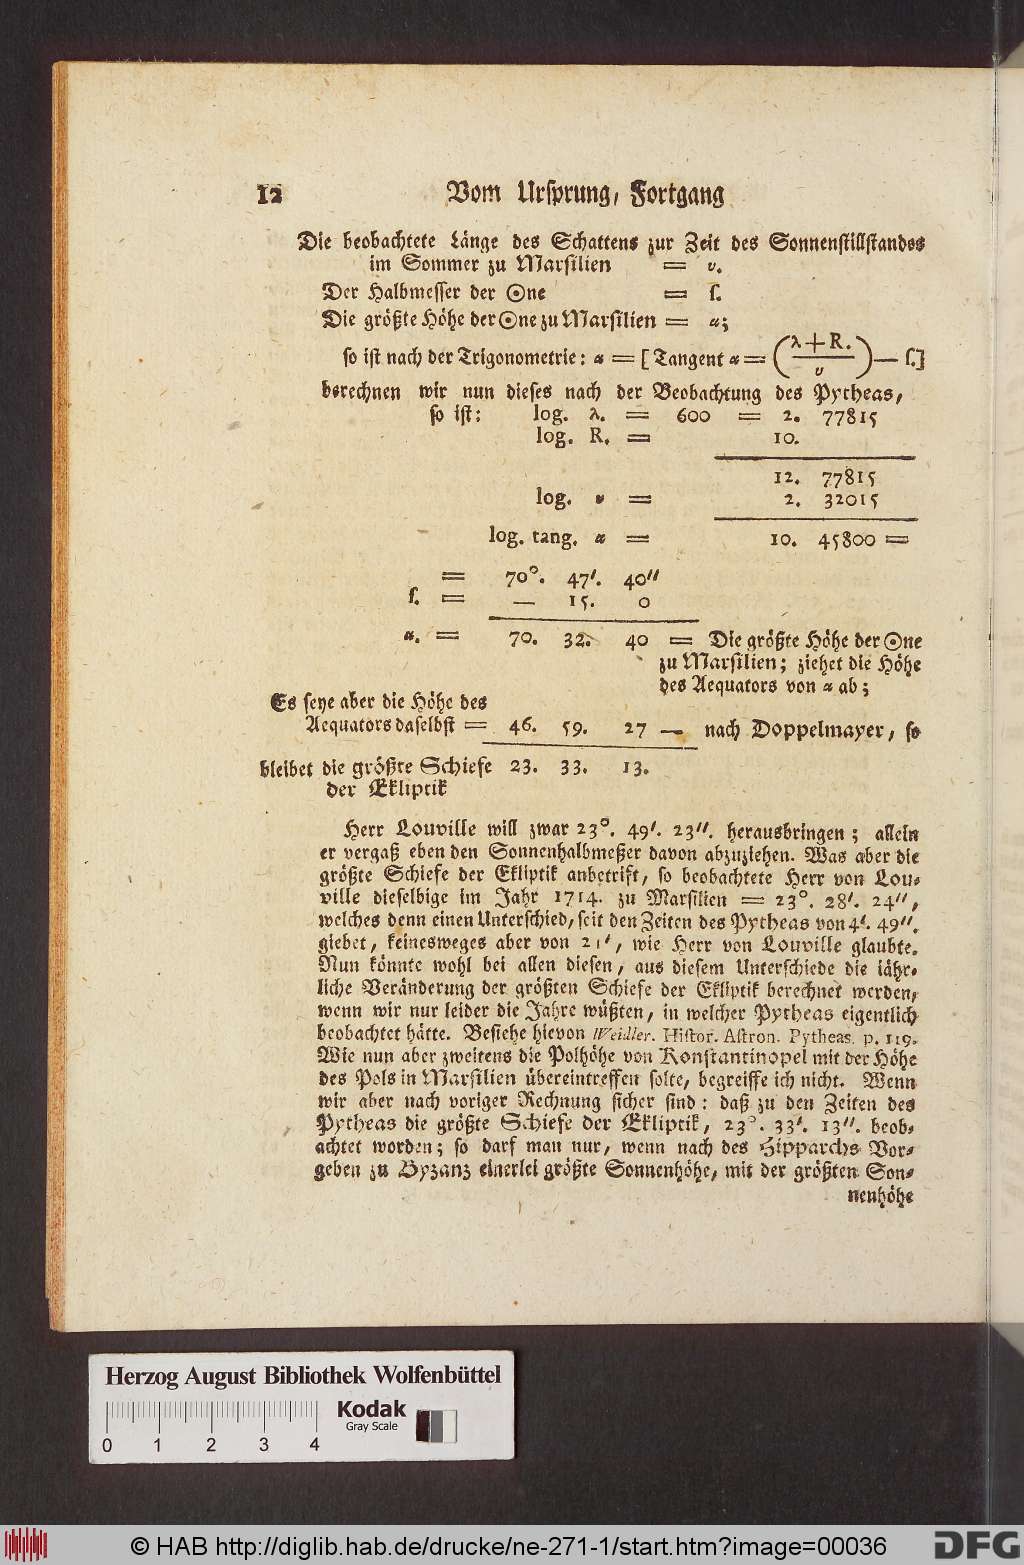 12 Vom Ursprung, Fortgang
Die beobachtete Länge des Schattens zur Zeit des Sonnenstillstandes
im Sommer zu Marsilien = υ.
Der Halbmesser der ☉ne = ſ.
Die größte Höhe der ☉ne zu Marsilien = α;
so ist nach der Trigonometrie: α = [Tangent α = (λ+R./υ) — ſ.]
berechnen wir nun dieses nach der Beobachtung des Pytheas,
so ist: log. λ. = 600 = 2. 77815
log. R. = 10.
12. 77815
log. υ = 2. 32015
log. tang. α = 10. 45800 =
= 70°. 47′. 40″
ſ. = — 15. 0
α. = 70. 32. 40 = Die größte Höhe der ☉ne
zu Marsilien; ziehet die Höhe
des Aequators von α ab;
Es seye aber die Höhe des
Aequators daselbst = 46. 59. 27 — nach Doppelmayer, so
bleibet die größte Schiefe 23. 33. 13.
der Ekliptik
Herr Louville will zwar 23°. 49′. 23″. herausbringen; allein
er vergaß eben den Sonnenhalbmeßer davon abzuziehen. Was aber die
größte Schiefe der Ekliptik anbetrift, so beobachtete Herr von Lou-
ville dieselbige im Jahr 1714. zu Marsilien = 23°. 28′. 24″,
welches denn einen Unterschied, seit den Zeiten des Pytheas von 4′. 49″.
giebet, keinesweges aber von 21′, wie Herr von Louville glaubte.
Nun könnte wohl bei allen diesen, aus diesem Unterschiede die jähr-
liche Veränderung der größten Schiefe der Ekliptik berechnet werden,
wenn wir nur leider die Jahre wüßten, in welcher Pytheas eigentlich
beobachtet hätte. Besiehe hievon Weidler. Histor. Astron. Pytheas. p. 119.
Wie nun aber zweitens die Polhöhe von Konstantinopel mit der Höhe
des Pols in Marsilien übereintreffen solte, begreiffe ich nicht. Wenn
wir aber nach voriger Rechnung sicher sind: daß zu den Zeiten des
Pytheas die größte Schiefe der Ekliptik, 23°. 33′. 13″. beob-
achtet worden; so darf man nur, wenn nach des Hipparchs Vor-
geben zu Byzanz einerlei größte Sonnenhöhe, mit der größten Son-
nenhöhe
Herzog August Bibliothek Wolfenbüttel
Kodak
Gray Scale
0 1 2 3 4
© HAB http://diglib.hab.de/drucke/ne-271-1/start.htm?image=00036
DFG